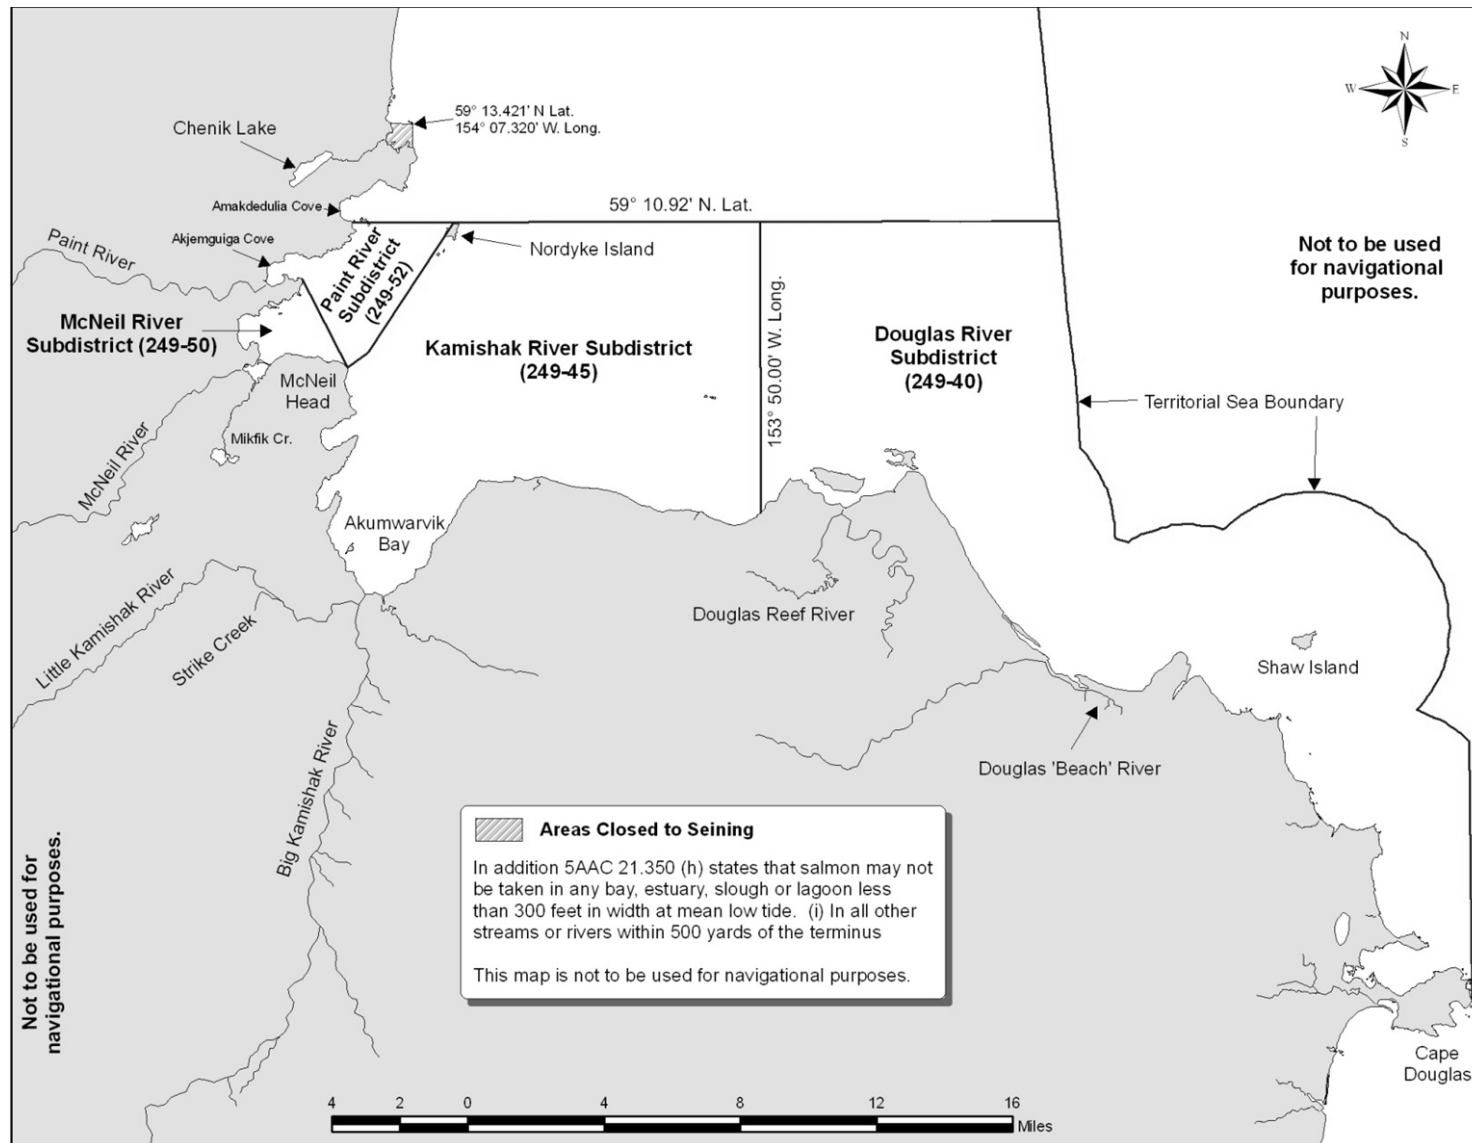 N
W
E
S
59° 13.421' N Lat.
154° 07.320' W. Long.
Chenik Lake
Amakdedulia Cove
59° 10.92' N. Lat.
Akjemguiga Cove
Paint River
Nordyke Island
Paint River
Subdistrict
(249-52)
Not to be used
for navigational
purposes.
McNeil River
Subdistrict (249-50)
Kamishak River Subdistrict
(249-45)
153° 50.00' W. Long.
Douglas River
Subdistrict
(249-40)
McNeil
Head
Territorial Sea Boundary
Mikfik Cr.
McNeil River
Akumwarvik
Bay
Little Kamishak River
Strike Creek
Douglas Reef River
Shaw Island
Big Kamishak River
Douglas 'Beach' River
Not to be used for
navigational purposes.
Areas Closed to Seining
In addition 5AAC 21.350 (h) states that salmon may not
be taken in any bay, estuary, slough or lagoon less
than 300 feet in width at mean low tide. (i) In all other
streams or rivers within 500 yards of the terminus
This map is not to be used for navigational purposes.
Cape
Douglas
4 2 0 4 8 12 16
Miles